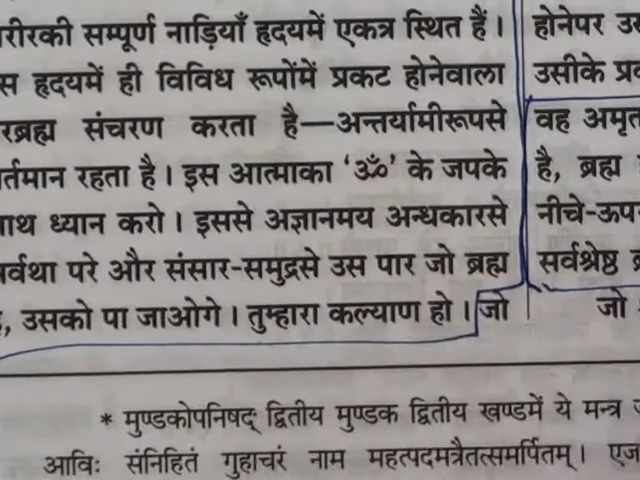 रीरकी सम्पूर्ण नाड़ियाँ हृदयमें एकत्र स्थित हैं।
स हृदयमें ही विविध रूपोंमें प्रकट होनेवाला
रब्रह्म संचरण करता है—अन्तर्यामीरूपसे
र्तमान रहता है। इस आत्माका ‘ॐ’ के जपके
ाथ ध्यान करो। इससे अज्ञानमय अन्धकारसे
र्वथा परे और संसार-समुद्रसे उस पार जो ब्रह्म
, उसको पा जाओगे। तुम्हारा कल्याण हो। जो
होनेपर उस
उसीके प्रक
वह अमृत
है, ब्रह्म
नीचे-ऊपर
सर्वश्रेष्ठ ब्र
जो
* मुण्डकोपनिषद् द्वितीय मुण्डक द्वितीय खण्डमें ये मन्त्र
आविः संनिहितं गुहाचरं नाम महत्पदमत्रैतत्समर्पितम्। एज